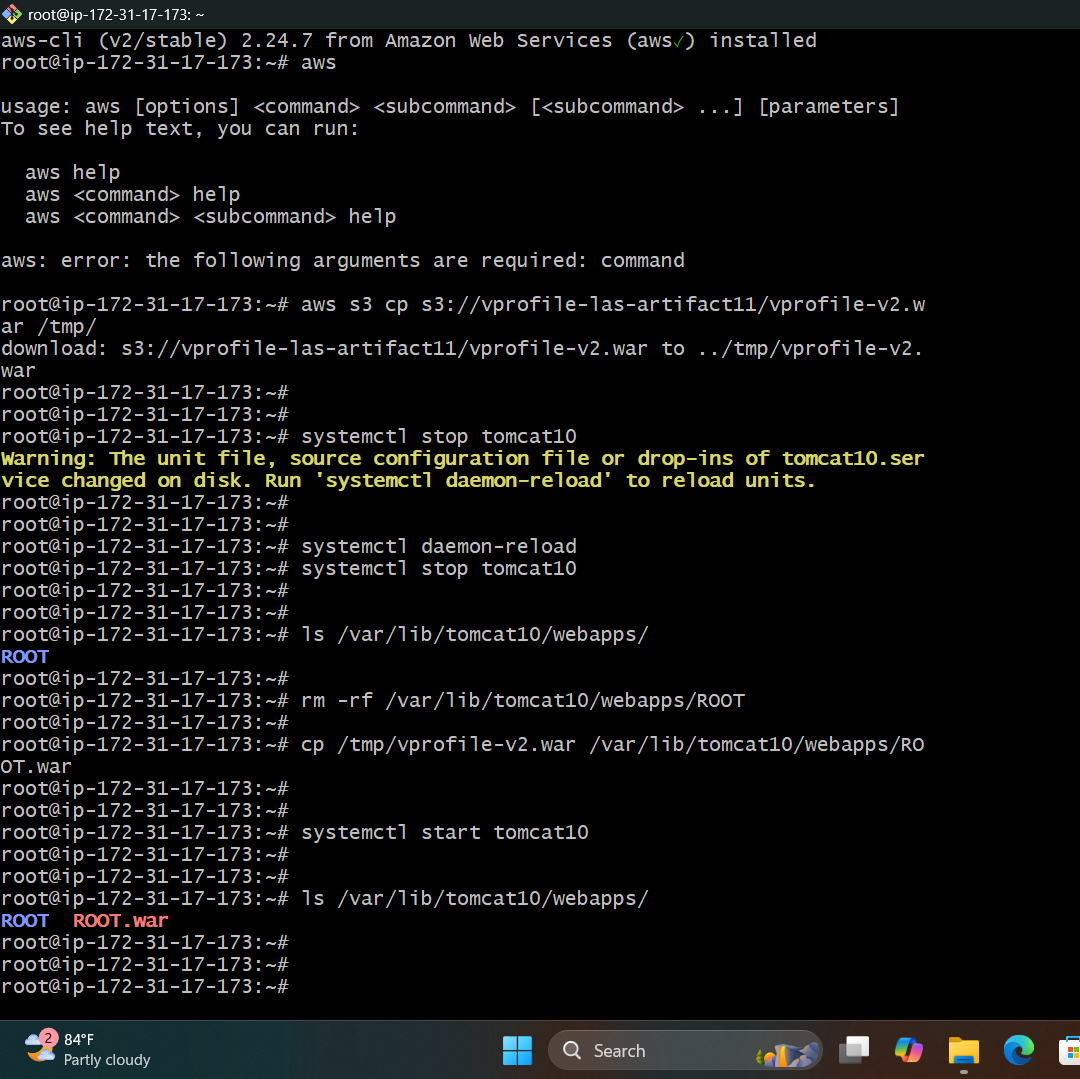 root@ip-172-31-17-173: ~
aws-cli (v2/stable) 2.24.7 from Amazon Web Services (aws✓) installed
root@ip-172-31-17-173:~# aws

usage: aws [options] <command> <subcommand> [<subcommand> ...] [parameters]
To see help text, you can run:

  aws help
  aws <command> help
  aws <command> <subcommand> help

aws: error: the following arguments are required: command

root@ip-172-31-17-173:~# aws s3 cp s3://vprofile-las-artifact11/vprofile-v2.w
ar /tmp/
download: s3://vprofile-las-artifact11/vprofile-v2.war to ../tmp/vprofile-v2.
war
root@ip-172-31-17-173:~#
root@ip-172-31-17-173:~#
root@ip-172-31-17-173:~# systemctl stop tomcat10
Warning: The unit file, source configuration file or drop-ins of tomcat10.ser
vice changed on disk. Run 'systemctl daemon-reload' to reload units.
root@ip-172-31-17-173:~#
root@ip-172-31-17-173:~#
root@ip-172-31-17-173:~# systemctl daemon-reload
root@ip-172-31-17-173:~# systemctl stop tomcat10
root@ip-172-31-17-173:~#
root@ip-172-31-17-173:~#
root@ip-172-31-17-173:~# ls /var/lib/tomcat10/webapps/
ROOT
root@ip-172-31-17-173:~#
root@ip-172-31-17-173:~# rm -rf /var/lib/tomcat10/webapps/ROOT
root@ip-172-31-17-173:~#
root@ip-172-31-17-173:~# cp /tmp/vprofile-v2.war /var/lib/tomcat10/webapps/RO
OT.war
root@ip-172-31-17-173:~#
root@ip-172-31-17-173:~#
root@ip-172-31-17-173:~# systemctl start tomcat10
root@ip-172-31-17-173:~#
root@ip-172-31-17-173:~#
root@ip-172-31-17-173:~# ls /var/lib/tomcat10/webapps/
ROOT  ROOT.war
root@ip-172-31-17-173:~#
root@ip-172-31-17-173:~#
root@ip-172-31-17-173:~#
2
84°F
Partly cloudy
Search